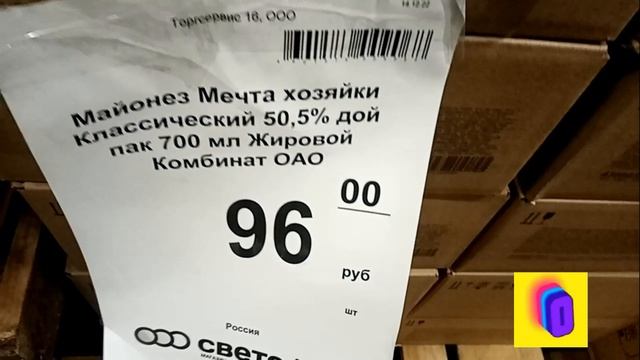 14.12.22
Торгсервис 16, ООО
Майонез Мечта хозяйки
Классический 50,5% дой
пак 700 мл Жировой
Комбинат ОАО
96 00
руб
шт
Россия